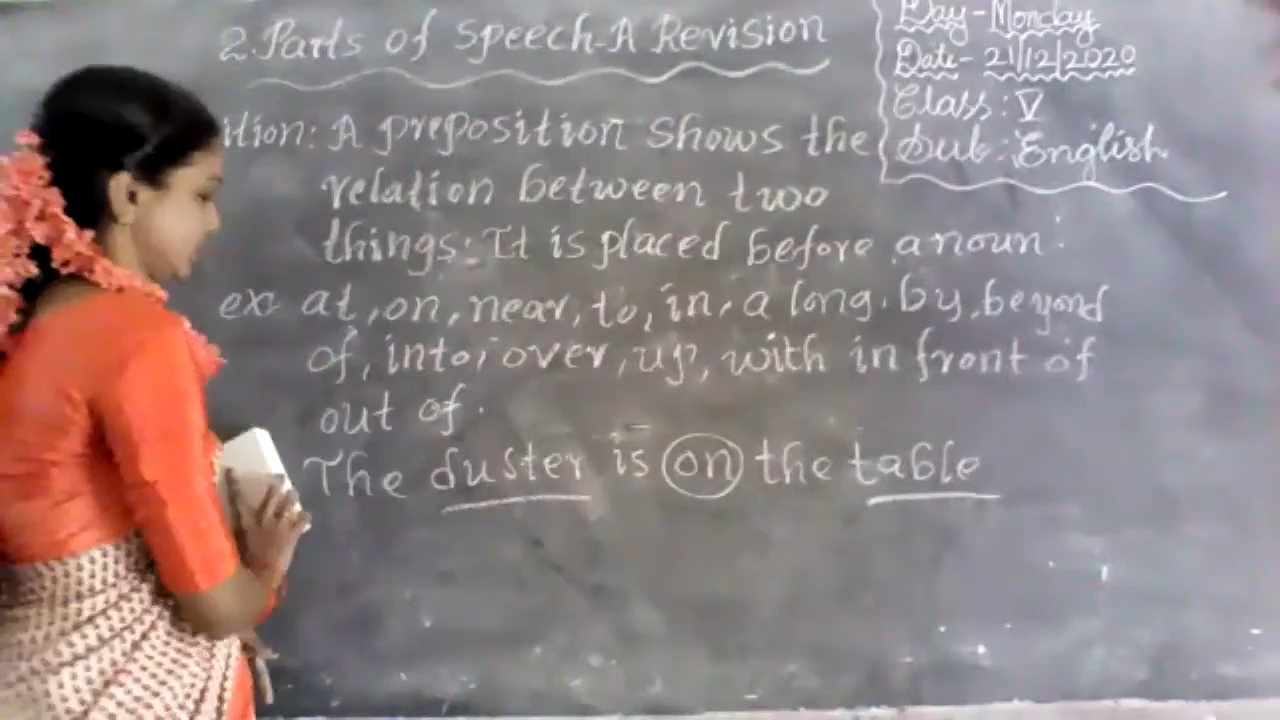 2. Parts of Speech-A Revision
Day-Monday
Date- 21/12/2020
Class: V
Sub: English
ition: A preposition shows the
relation between two
things: It is placed before a noun.
ex- at, on, near, to, in, a long. by, beyond
of, into, over, up, with in front of
out of.
The duster is on the table